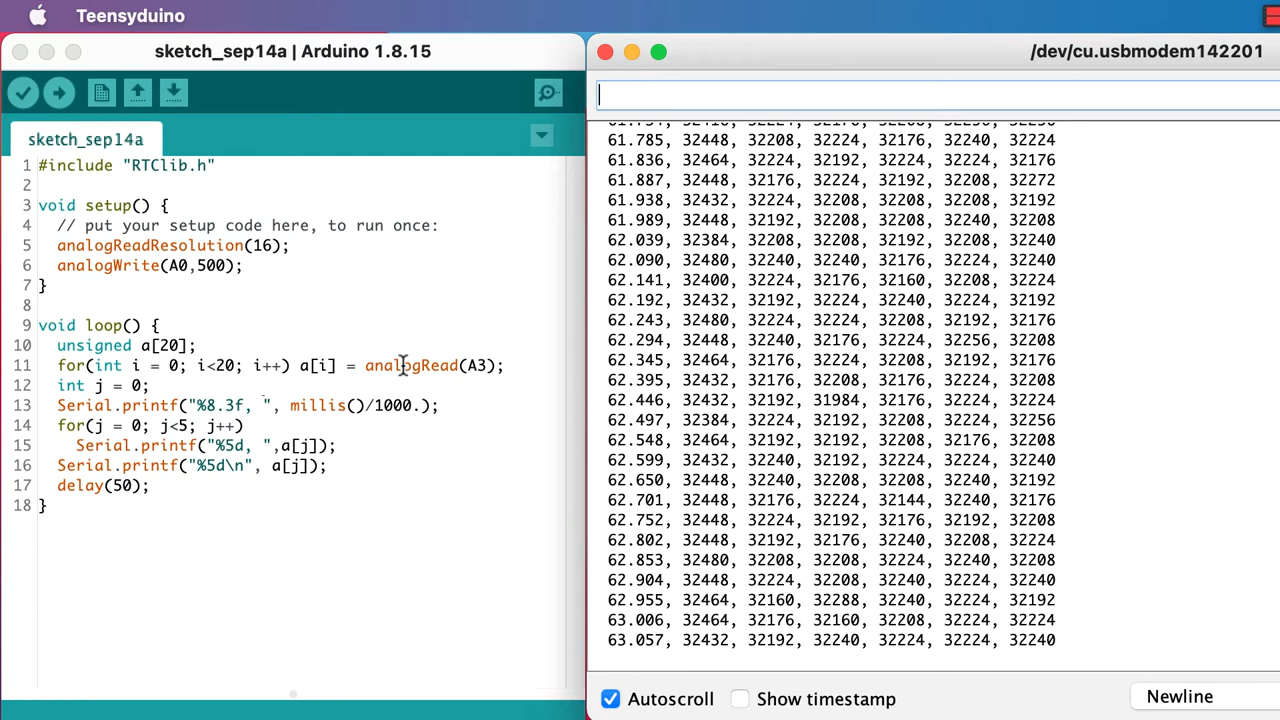 Teensyduino
sketch_sep14a | Arduino 1.8.15
sketch_sep14a
1 #include "RTClib.h"
2
3 void setup() {
4   // put your setup code here, to run once:
5   analogReadResolution(16);
6   analogWrite(A0,500);
7 }
8
9 void loop() {
10   unsigned a[20];
11   for(int i = 0; i<20; i++) a[i] = analogRead(A3);
12   int j = 0;
13   Serial.printf("%8.3f, ", millis()/1000.);
14   for(j = 0; j<5; j++)
15     Serial.printf("%5d, ",a[j]);
16   Serial.printf("%5d\n", a[j]);
17   delay(50);
18 }
/dev/cu.usbmodem142201
61.785, 32448, 32208, 32224, 32176, 32240, 32224
61.836, 32464, 32224, 32192, 32224, 32224, 32176
61.887, 32448, 32176, 32224, 32192, 32208, 32272
61.938, 32432, 32224, 32208, 32208, 32208, 32192
61.989, 32448, 32192, 32208, 32208, 32240, 32208
62.039, 32384, 32208, 32208, 32192, 32208, 32240
62.090, 32480, 32240, 32240, 32176, 32224, 32240
62.141, 32400, 32224, 32176, 32160, 32208, 32224
62.192, 32432, 32192, 32224, 32240, 32224, 32192
62.243, 32480, 32224, 32224, 32208, 32192, 32176
62.294, 32448, 32240, 32176, 32224, 32256, 32208
62.345, 32464, 32176, 32224, 32208, 32192, 32176
62.395, 32432, 32176, 32208, 32176, 32224, 32208
62.446, 32432, 32192, 31984, 32176, 32224, 32224
62.497, 32384, 32224, 32192, 32208, 32224, 32256
62.548, 32464, 32192, 32192, 32208, 32176, 32208
62.599, 32432, 32240, 32192, 32224, 32224, 32240
62.650, 32448, 32240, 32208, 32208, 32240, 32192
62.701, 32448, 32176, 32224, 32144, 32240, 32176
62.752, 32448, 32224, 32192, 32176, 32192, 32208
62.802, 32448, 32192, 32176, 32240, 32208, 32224
62.853, 32480, 32208, 32208, 32224, 32240, 32208
62.904, 32448, 32224, 32208, 32240, 32224, 32240
62.955, 32464, 32160, 32288, 32240, 32224, 32192
63.006, 32464, 32176, 32160, 32208, 32224, 32224
63.057, 32432, 32192, 32240, 32224, 32224, 32240
Autoscroll
Show timestamp
Newline